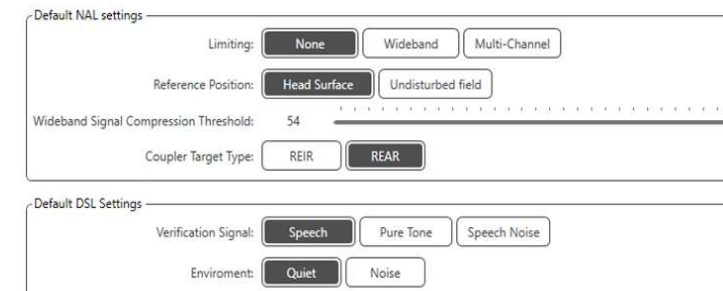 Default NAL settings
Limiting: None Wideband Multi-Channel
Reference Position: Head Surface Undisturbed field
Wideband Signal Compression Threshold: 54
Coupler Target Type: REIR REAR
Default DSL Settings
Verification Signal: Speech Pure Tone Speech Noise
Enviroment: Quiet Noise